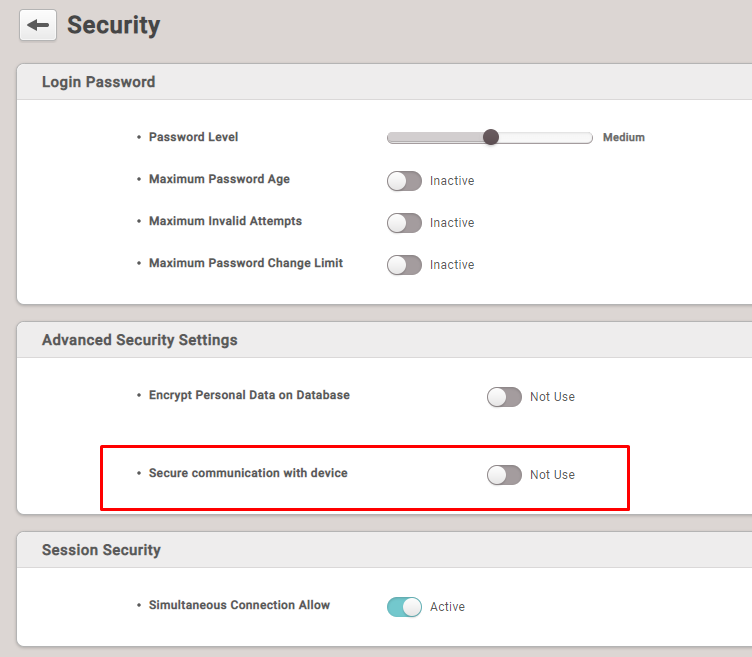 Security
Login Password
Password Level Medium
Maximum Password Age Inactive
Maximum Invalid Attempts Inactive
Maximum Password Change Limit Inactive
Advanced Security Settings
Encrypt Personal Data on Database Not Use
Secure communication with device Not Use
Session Security
Simultaneous Connection Allow Active